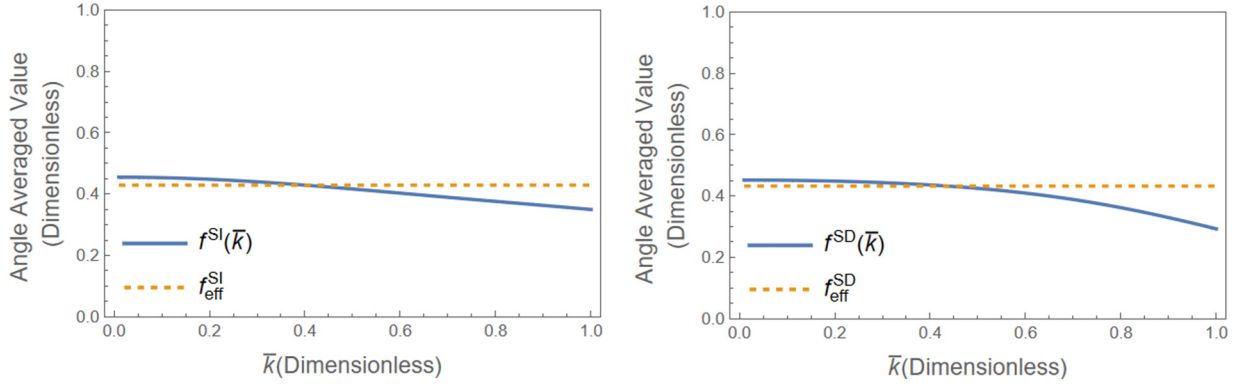 Angle Averaged Value
(Dimensionless)
1.0
0.8
0.6
0.4
0.2
0.0
f^SI(k̅)
f_eff^SI
0.0 0.2 0.4 0.6 0.8 1.0
k̅(Dimensionless)
Angle Averaged Value
(Dimensionless)
1.0
0.8
0.6
0.4
0.2
0.0
f^SD(k̅)
f_eff^SD
0.0 0.2 0.4 0.6 0.8 1.0
k̅(Dimensionless)